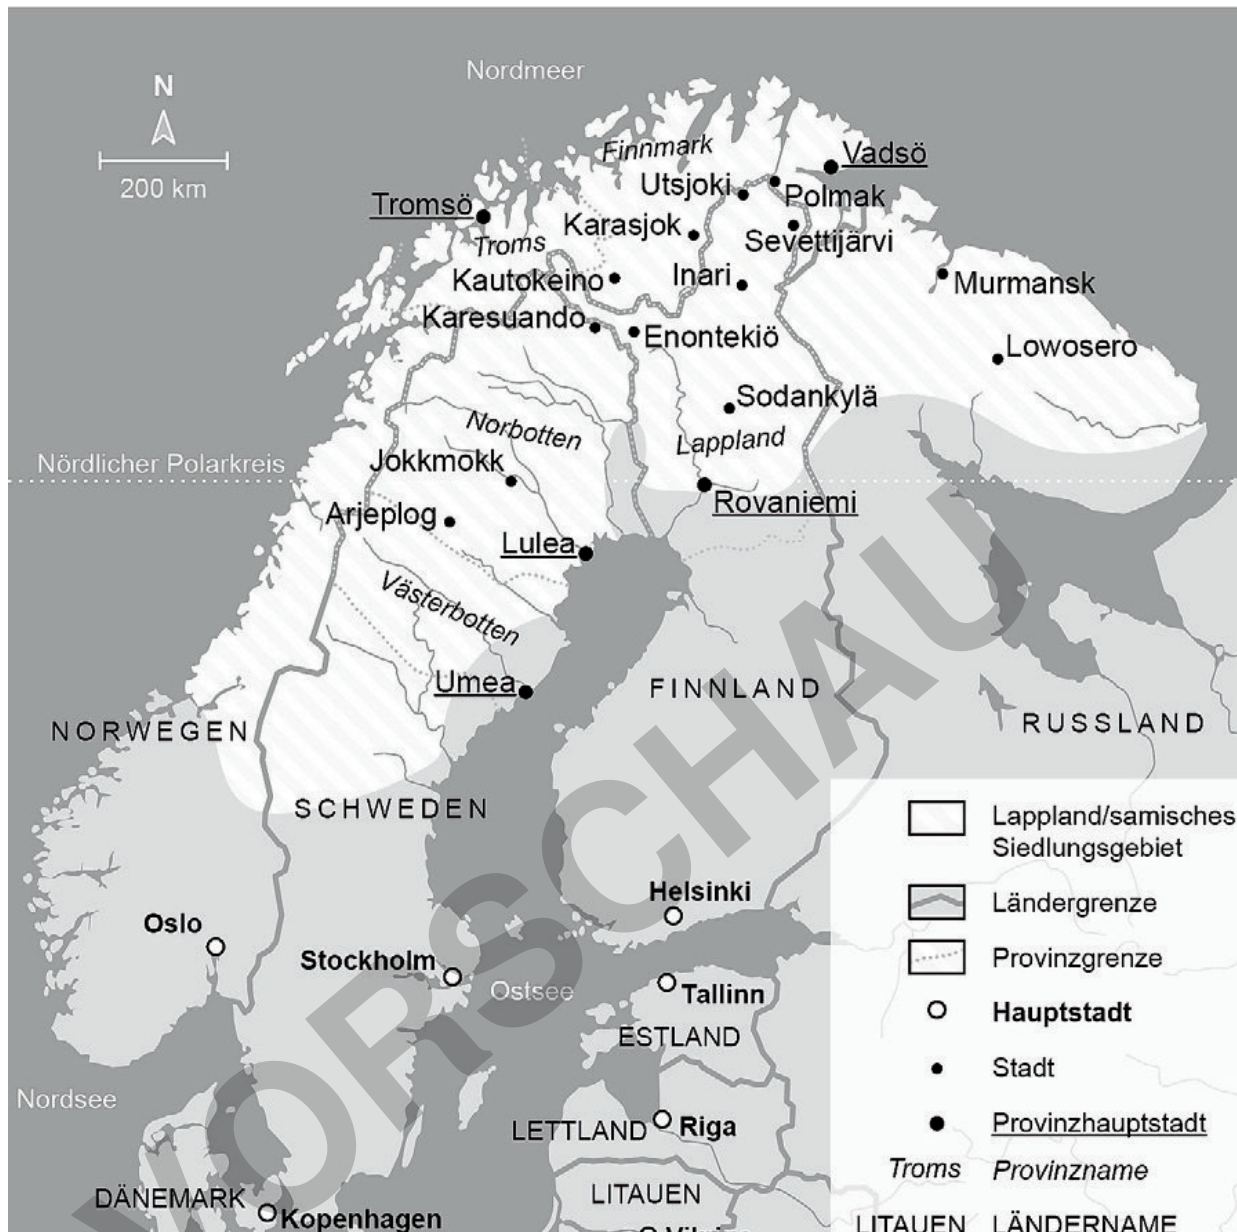 Nordmeer
N
200 km
Finnmark
Vadsö
Utsjoki
Polmak
Tromsö
Karasjok
Sevettijärvi
Troms
Kautokeino
Inari
Murmansk
Karesuando
Enontekiö
Lowosero
Sodankylä
Norbotten
Lappland
Nördlicher Polarkreis
Jokkmokk
Rovaniemi
Arjeplog
Lulea
Västerbotten
Umea
FINNLAND
NORWEGEN
RUSSLAND
SCHWEDEN
Lappland/samisches
Siedlungsgebiet
Helsinki
Ländergrenze
Oslo
Stockholm
Provinzgrenze
Ostsee
Tallinn
Hauptstadt
ESTLAND
Stadt
Nordsee
LETTLAND
Riga
Provinzhauptstadt
Troms Provinzname
DÄNEMARK
LITAUEN
Kopenhagen
LITAUEN LÄNDERNAME
VORSCHAU